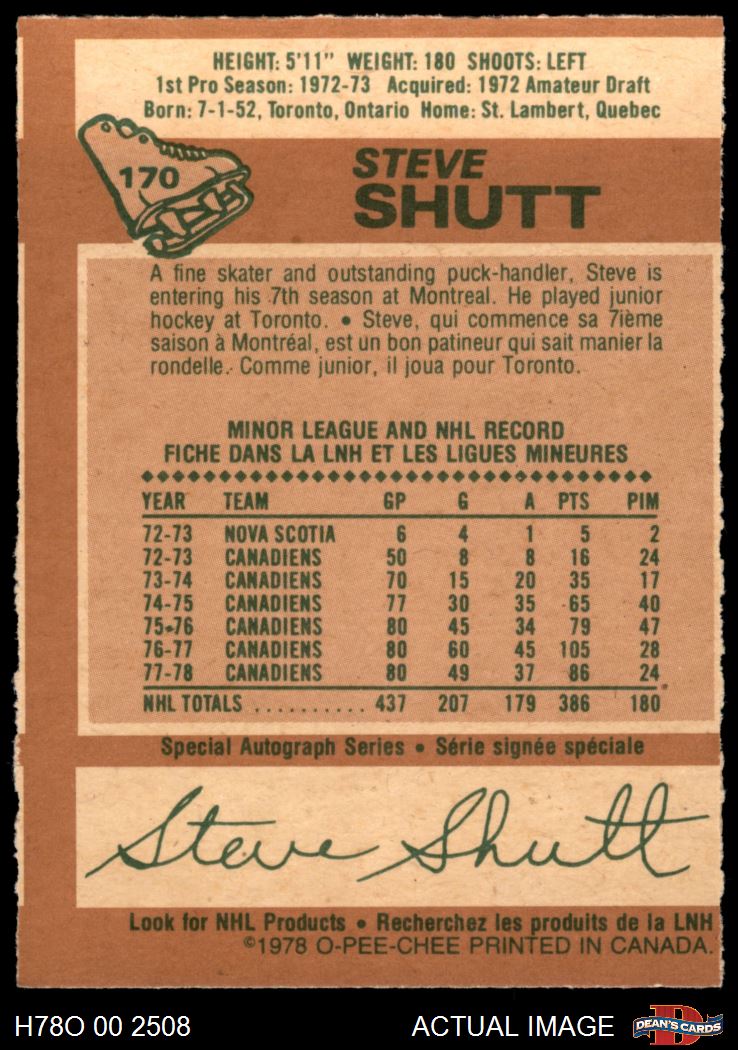 HEIGHT: 5'11" WEIGHT: 180 SHOOTS: LEFT
1st Pro Season: 1972-73 Acquired: 1972 Amateur Draft
Born: 7-1-52, Toronto, Ontario Home: St. Lambert, Quebec
170
STEVE
SHUTT
A fine skater and outstanding puck-handler, Steve is
entering his 7th season at Montreal. He played junior
hockey at Toronto. • Steve, qui commence sa 7ième
saison à Montréal, est un bon patineur qui sait manier la
rondelle. Comme junior, il joua pour Toronto.
MINOR LEAGUE AND NHL RECORD
FICHE DANS LA LNH ET LES LIGUES MINEURES
YEAR TEAM GP G A PTS PIM
72-73 NOVA SCOTIA 6 4 1 5 2
72-73 CANADIENS 50 8 8 16 24
73-74 CANADIENS 70 15 20 35 17
74-75 CANADIENS 77 30 35 65 40
75-76 CANADIENS 80 45 34 79 47
76-77 CANADIENS 80 60 45 105 28
77-78 CANADIENS 80 49 37 86 24
NHL TOTALS .......... 437 207 179 386 180
Special Autograph Series • Série signée spéciale
Steve Shutt
Look for NHL Products • Recherchez les produits de la LNH
©1978 O-PEE-CHEE PRINTED IN CANADA.
H78O 00 2508 ACTUAL IMAGE DEAN'S CARDS